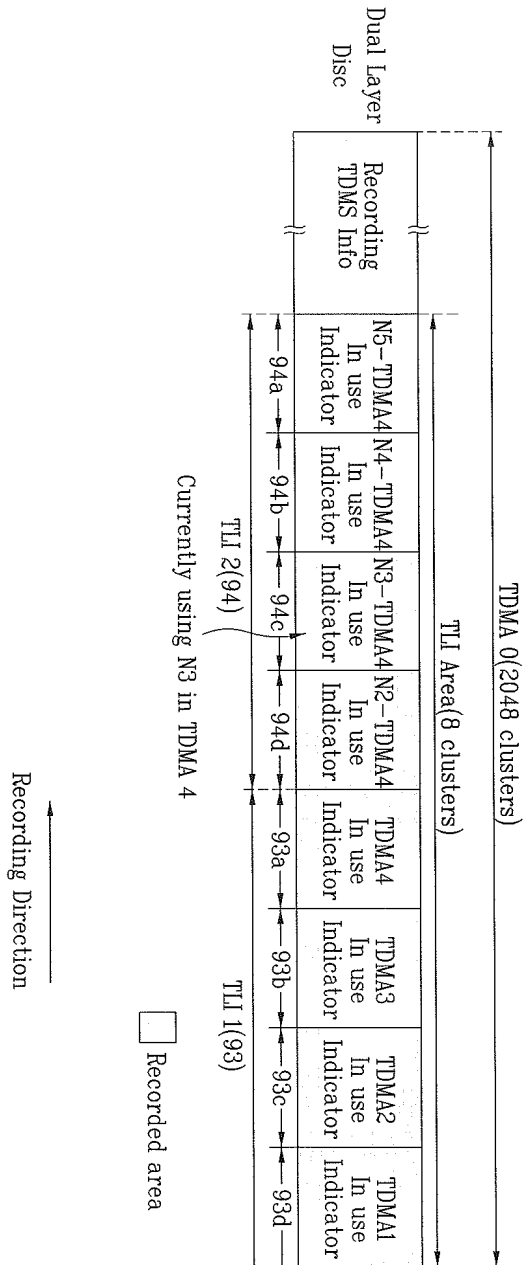 TDMA 0(2048 clusters)
TLI Area(8 clusters)
Dual Layer
Disc
Recording
TDMS Info
N5-TDMA4
In use
Indicator
N4-TDMA4
In use
Indicator
N3-TDMA4
In use
Indicator
N2-TDMA4
In use
Indicator
TDMA4
In use
Indicator
TDMA3
In use
Indicator
TDMA2
In use
Indicator
TDMA1
In use
Indicator
94a
94b
94c
94d
93a
93b
93c
93d
TLI 2(94)
TLI 1(93)
Currently using N3 in TDMA 4
Recorded area
Recording Direction